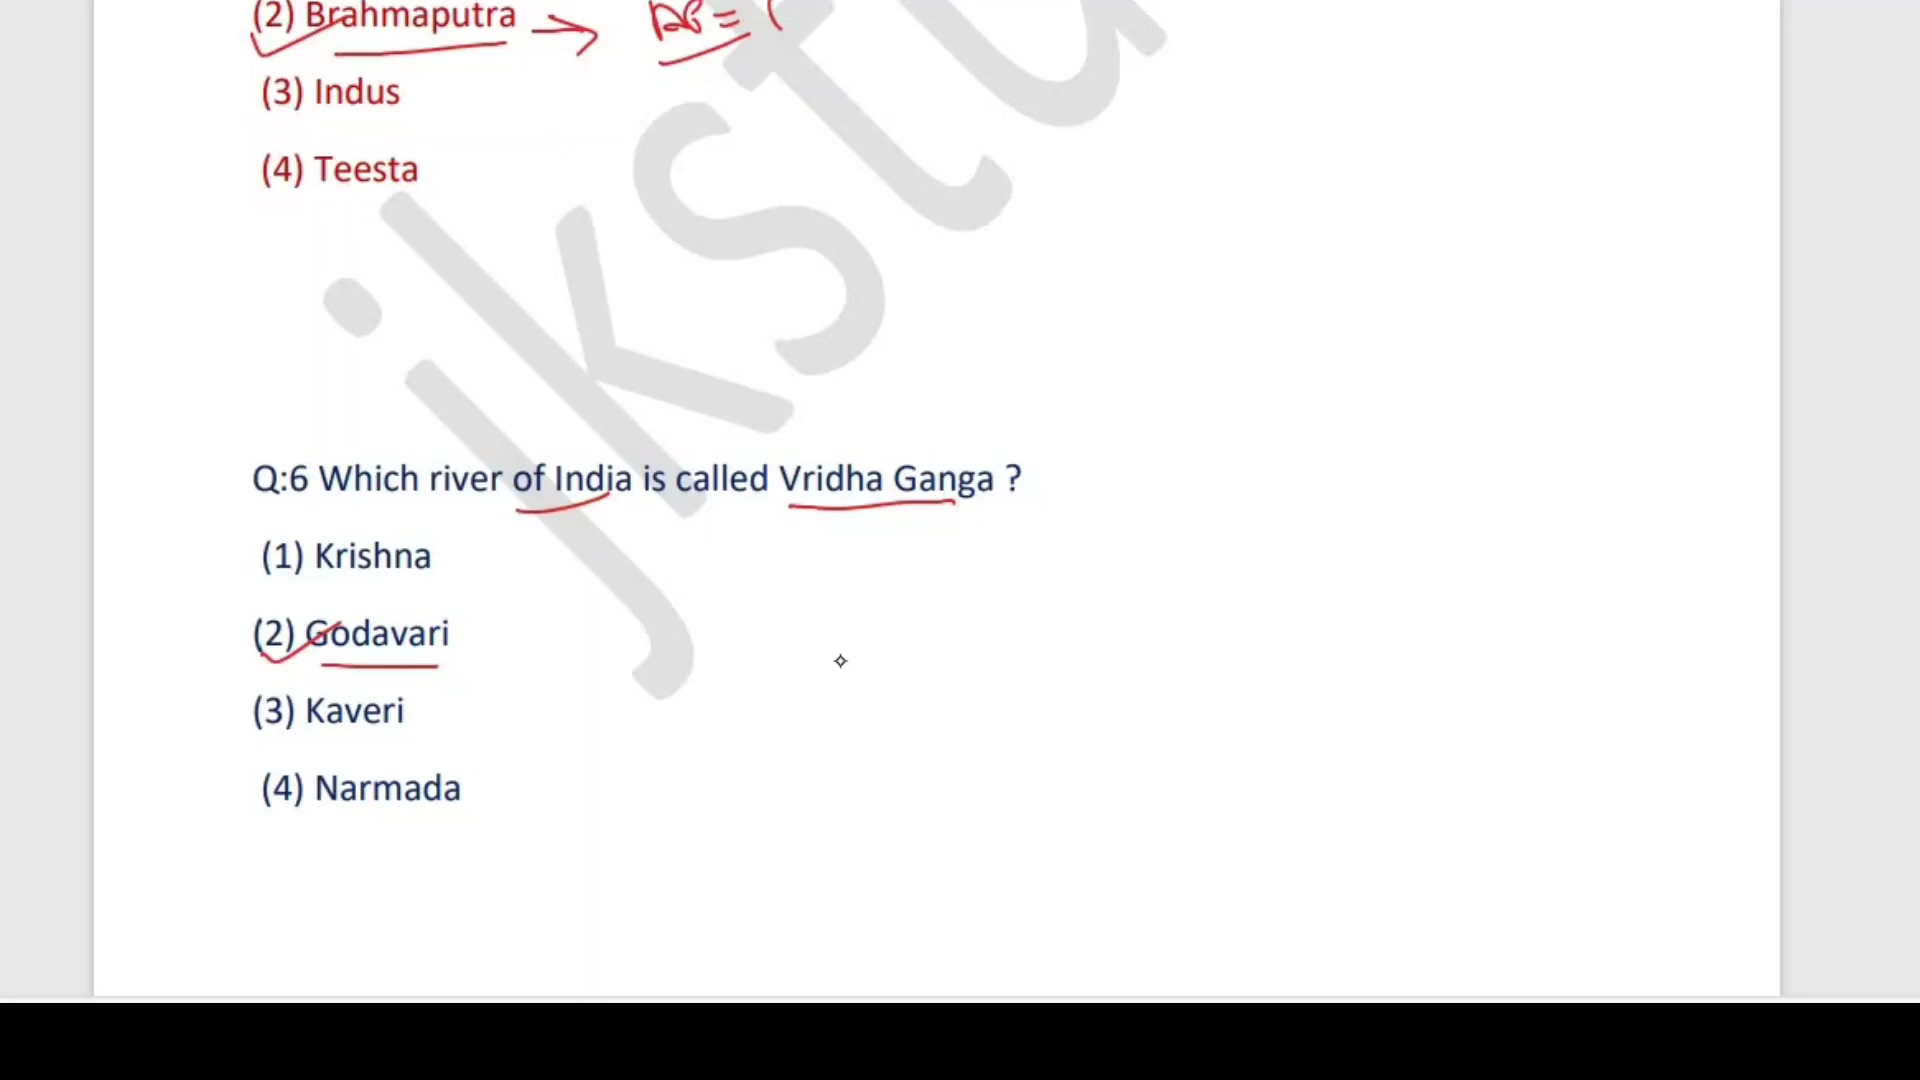 (2) Brahmaputra
(3) Indus
(4) Teesta
Q:6 Which river of India is called Vridha Ganga ?
(1) Krishna
(2) Godavari
(3) Kaveri
(4) Narmada
jkstu